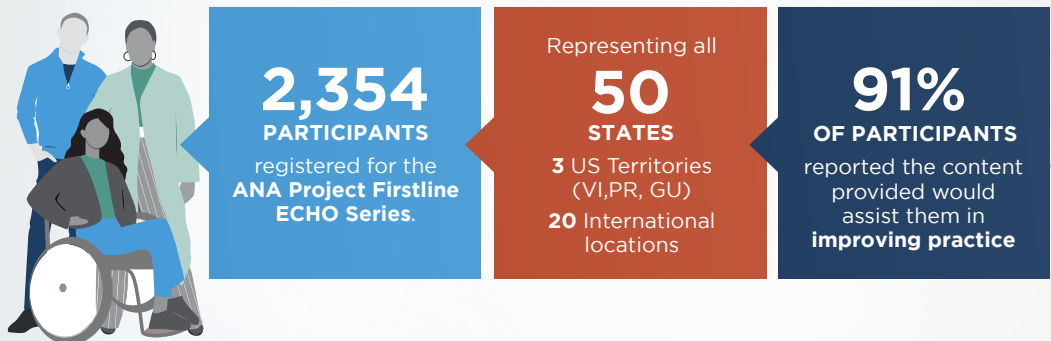 2,354
PARTICIPANTS
registered for the
ANA Project Firstline
ECHO Series.
Representing all
50
STATES
3 US Territories
(VI,PR, GU)
20 International
locations
91%
OF PARTICIPANTS
reported the content
provided would
assist them in
improving practice